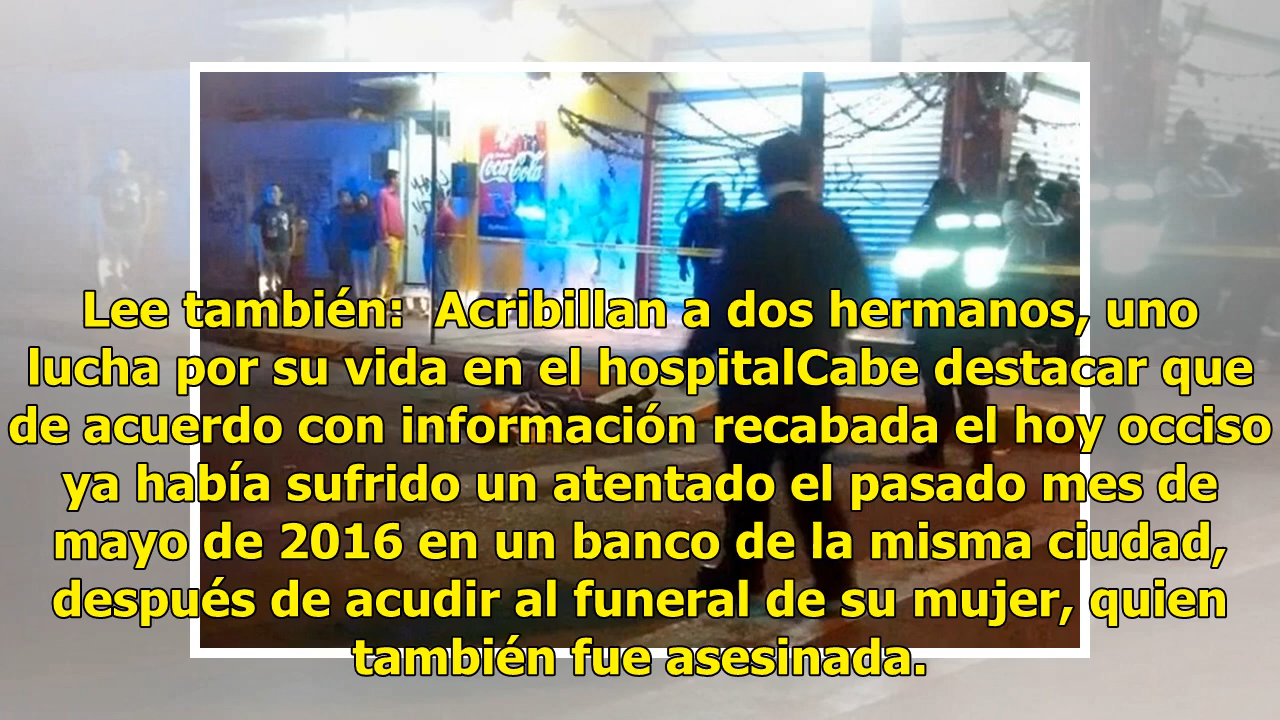 Coca-Cola
Lee también:  Acribillan a dos hermanos, uno
lucha por su vida en el hospitalCabe destacar que
de acuerdo con información recabada el hoy occiso
ya había sufrido un atentado el pasado mes de
mayo de 2016 en un banco de la misma ciudad,
después de acudir al funeral de su mujer, quien
también fue asesinada.